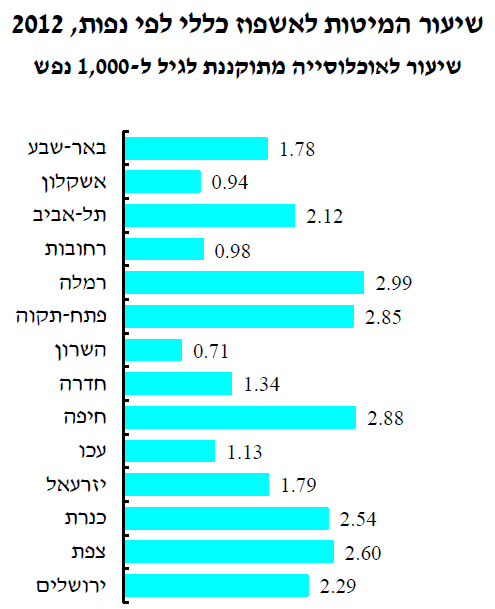 שיעור המיטות לאשפוז כללי לפי נפות, 2012
שיעור לאוכלוסייה מתוקננת לגיל ל-1,000 נפש
באר-שבע 1.78
אשקלון 0.94
תל-אביב 2.12
רחובות 0.98
רמלה 2.99
פתח-תקוה 2.85
השרון 0.71
חדרה 1.34
חיפה 2.88
עכו 1.13
יזרעאל 1.79
כנרת 2.54
צפת 2.60
ירושלים 2.29